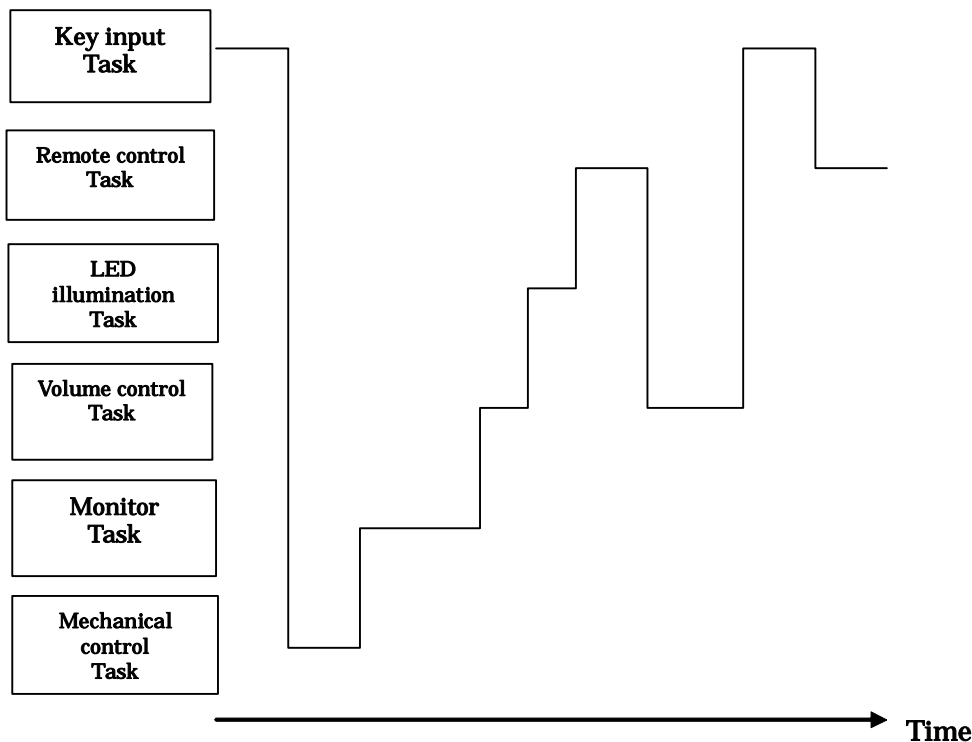 Key input
Task
Remote control
Task
LED
illumination
Task
Volume control
Task
Monitor
Task
Mechanical
control
Task
Time